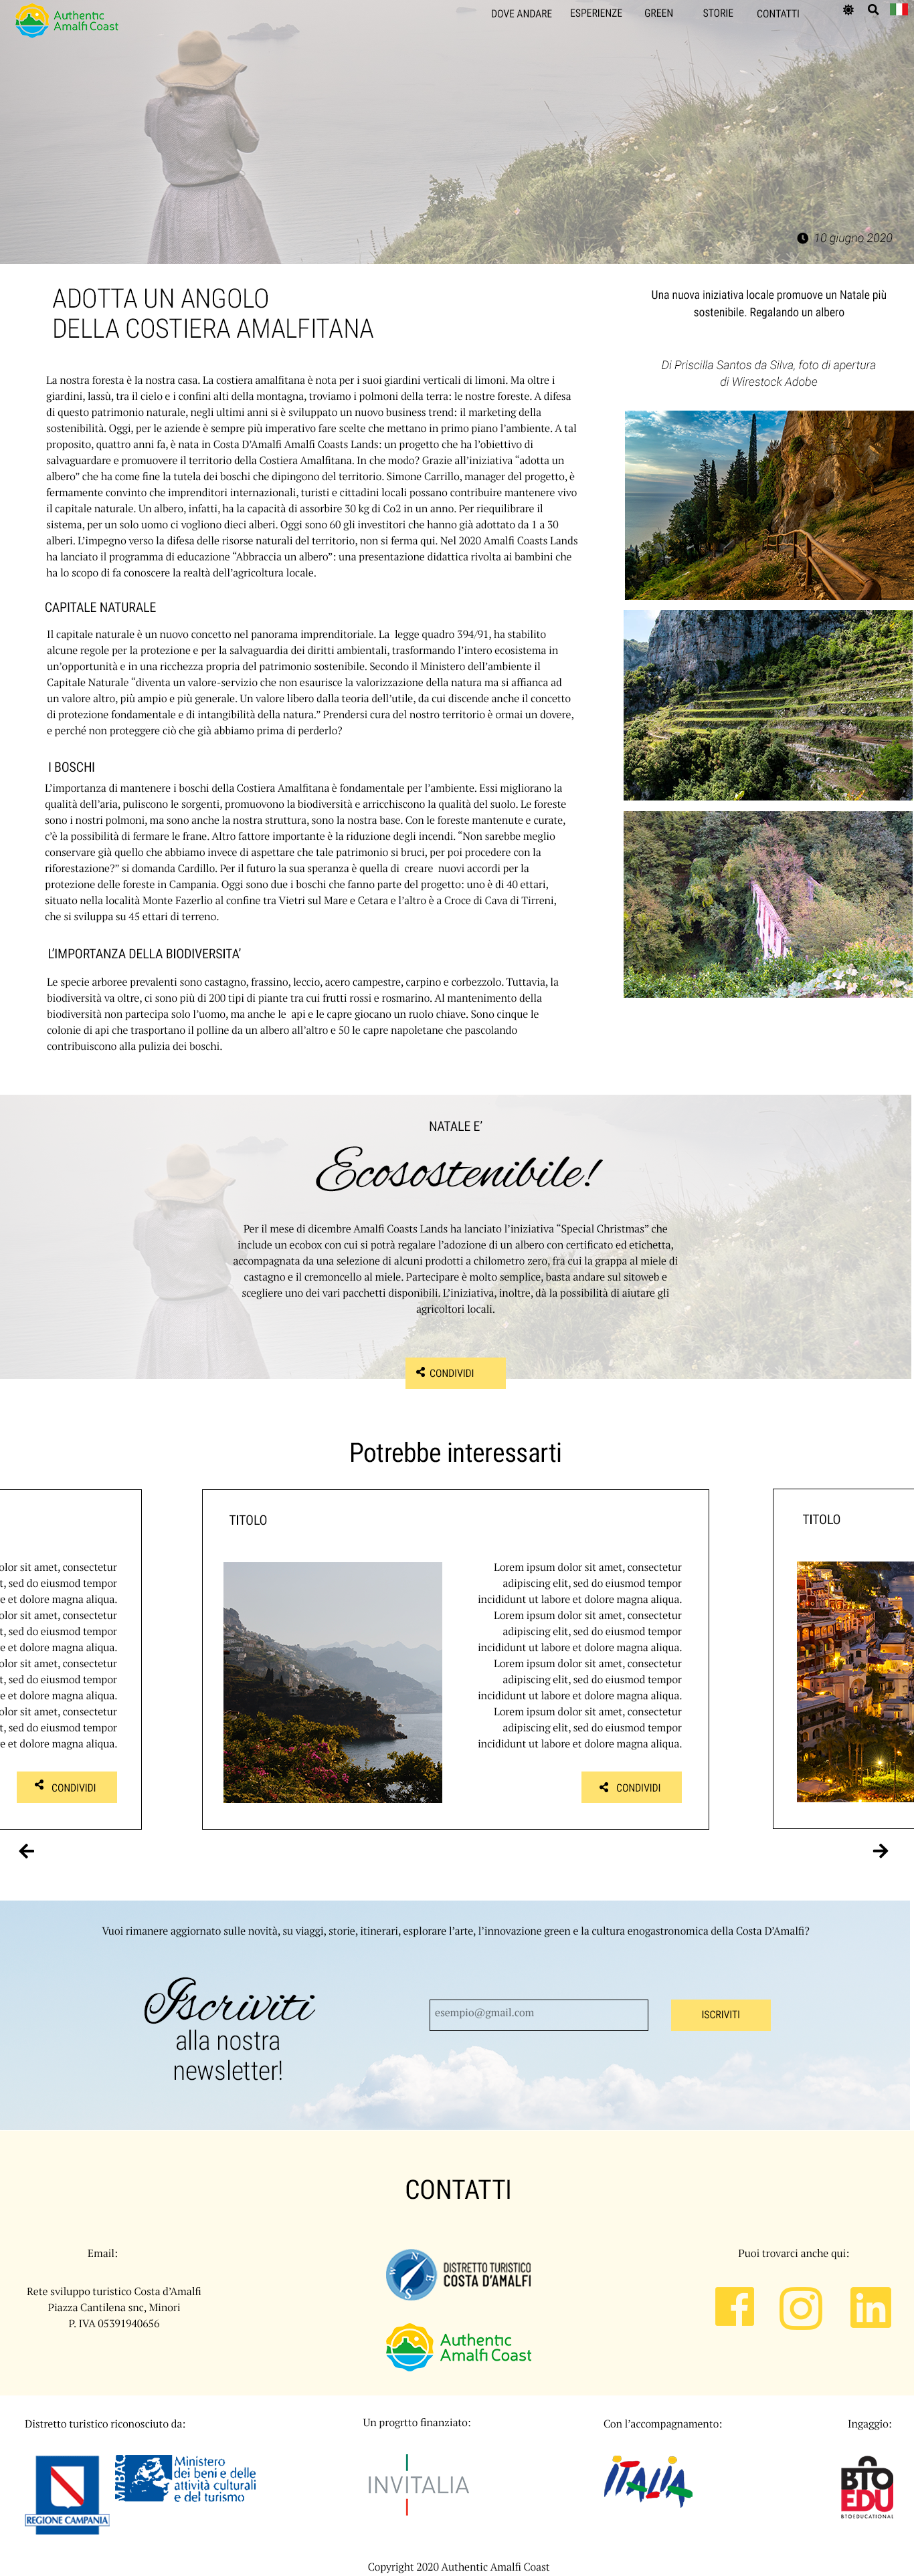 Authentic
Amalfi Coast
DOVE ANDARE ESPERIENZE GREEN STORIE CONTATTI
10 giugno 2020
ADOTTA UN ANGOLO
DELLA COSTIERA AMALFITANA
La nostra foresta è la nostra casa. La costiera amalfitana è nota per i suoi giardini verticali di limoni. Ma oltre i
giardini, lassù, tra il cielo e i confini alti della montagna, troviamo i polmoni della terra: le nostre foreste. A difesa
di questo patrimonio naturale, negli ultimi anni si è sviluppato un nuovo business trend: il marketing della
sostenibilità. Oggi, per le aziende è sempre più imperativo fare scelte che mettano in primo piano l’ambiente. A tal
proposito, quattro anni fa, è nata in Costa D’Amalfi Amalfi Coasts Lands: un progetto che ha l’obiettivo di
salvaguardare e promuovere il territorio della Costiera Amalfitana. In che modo? Grazie all’iniziativa “adotta un
albero” che ha come fine la tutela dei boschi che dipingono del territorio. Simone Carrillo, manager del progetto, è
fermamente convinto che imprenditori internazionali, turisti e cittadini locali possano contribuire mantenere vivo
il capitale naturale. Un albero, infatti, ha la capacità di assorbire 30 kg di Co2 in un anno. Per riequilibrare il
sistema, per un solo uomo ci vogliono dieci alberi. Oggi sono 60 gli investitori che hanno già adottato da 1 a 30
alberi. L’impegno verso la difesa delle risorse naturali del territorio, non si ferma qui. Nel 2020 Amalfi Coasts Lands
ha lanciato il programma di educazione “Abbraccia un albero”: una presentazione didattica rivolta ai bambini che
ha lo scopo di fa conoscere la realtà dell’agricoltura locale.
CAPITALE NATURALE
Il capitale naturale è un nuovo concetto nel panorama imprenditoriale. La  legge quadro 394/91, ha stabilito
alcune regole per la protezione e per la salvaguardia dei diritti ambientali, trasformando l’intero ecosistema in
un’opportunità e in una ricchezza propria del patrimonio sostenibile. Secondo il Ministero dell’ambiente il
Capitale Naturale “diventa un valore-servizio che non esaurisce la valorizzazione della natura ma si affianca ad
un valore altro, più ampio e più generale. Un valore libero dalla teoria dell’utile, da cui discende anche il concetto
di protezione fondamentale e di intangibilità della natura.” Prendersi cura del nostro territorio è ormai un dovere,
e perché non proteggere ciò che già abbiamo prima di perderlo?
I BOSCHI
L’importanza di mantenere i boschi della Costiera Amalfitana è fondamentale per l’ambiente. Essi migliorano la
qualità dell’aria, puliscono le sorgenti, promuovono la biodiversità e arricchiscono la qualità del suolo. Le foreste
sono i nostri polmoni, ma sono anche la nostra struttura, sono la nostra base. Con le foreste mantenute e curate,
c’è la possibilità di fermare le frane. Altro fattore importante è la riduzione degli incendi. “Non sarebbe meglio
conservare già quello che abbiamo invece di aspettare che tale patrimonio si bruci, per poi procedere con la
riforestazione?” si domanda Cardillo. Per il futuro la sua speranza è quella di  creare  nuovi accordi per la
protezione delle foreste in Campania. Oggi sono due i boschi che fanno parte del progetto: uno è di 40 ettari,
situato nella località Monte Fazerlio al confine tra Vietri sul Mare e Cetara e l’altro è a Croce di Cava di Tirreni,
che si sviluppa su 45 ettari di terreno.
L’IMPORTANZA DELLA BIODIVERSITA’
Le specie arboree prevalenti sono castagno, frassino, leccio, acero campestre, carpino e corbezzolo. Tuttavia, la
biodiversità va oltre, ci sono più di 200 tipi di piante tra cui frutti rossi e rosmarino. Al mantenimento della
biodiversità non partecipa solo l’uomo, ma anche le  api e le capre giocano un ruolo chiave. Sono cinque le
colonie di api che trasportano il polline da un albero all’altro e 50 le capre napoletane che pascolando
contribuiscono alla pulizia dei boschi.
Una nuova iniziativa locale promuove un Natale più
sostenibile. Regalando un albero
Di Priscilla Santos da Silva, foto di apertura
di Wirestock Adobe
NATALE E’
Ecosostenibile!
Per il mese di dicembre Amalfi Coasts Lands ha lanciato l’iniziativa “Special Christmas” che
include un ecobox con cui si potrà regalare l’adozione di un albero con certificato ed etichetta,
accompagnata da una selezione di alcuni prodotti a chilometro zero, fra cui la grappa al miele di
castagno e il cremoncello al miele. Partecipare è molto semplice, basta andare sul sitoweb e
scegliere uno dei vari pacchetti disponibili. L’iniziativa, inoltre, dà la possibilità di aiutare gli
agricoltori locali.
CONDIVIDI
Potrebbe interessarti
olor sit amet, consectetur
t, sed do eiusmod tempor
e et dolore magna aliqua.
olor sit amet, consectetur
t, sed do eiusmod tempor
e et dolore magna aliqua.
olor sit amet, consectetur
t, sed do eiusmod tempor
e et dolore magna aliqua.
olor sit amet, consectetur
t, sed do eiusmod tempor
e et dolore magna aliqua.
CONDIVIDI
TITOLO
Lorem ipsum dolor sit amet, consectetur
adipiscing elit, sed do eiusmod tempor
incididunt ut labore et dolore magna aliqua.
Lorem ipsum dolor sit amet, consectetur
adipiscing elit, sed do eiusmod tempor
incididunt ut labore et dolore magna aliqua.
Lorem ipsum dolor sit amet, consectetur
adipiscing elit, sed do eiusmod tempor
incididunt ut labore et dolore magna aliqua.
Lorem ipsum dolor sit amet, consectetur
adipiscing elit, sed do eiusmod tempor
incididunt ut labore et dolore magna aliqua.
CONDIVIDI
TITOLO
Vuoi rimanere aggiornato sulle novità, su viaggi, storie, itinerari, esplorare l’arte, l’innovazione green e la cultura enogastronomica della Costa D’Amalfi?
Iscriviti
alla nostra
newsletter!
esempio@gmail.com
ISCRIVITI
CONTATTI
Email:
Rete sviluppo turistico Costa d’Amalfi
Piazza Cantilena snc, Minori
P. IVA 05391940656
N E S W
DISTRETTO TURISTICO
COSTA D’AMALFI
Authentic
Amalfi Coast
Puoi trovarci anche qui:
Distretto turistico riconosciuto da:
REGIONE CAMPANIA
MiBAC
Ministero
dei beni e delle
attività culturali
e del turismo
Un progrtto finanziato:
INVITALIA
Con l’accompagnamento:
ITALIA
Ingaggio:
BTO
EDU
BTOEDUCATIONAL
Copyright 2020 Authentic Amalfi Coast